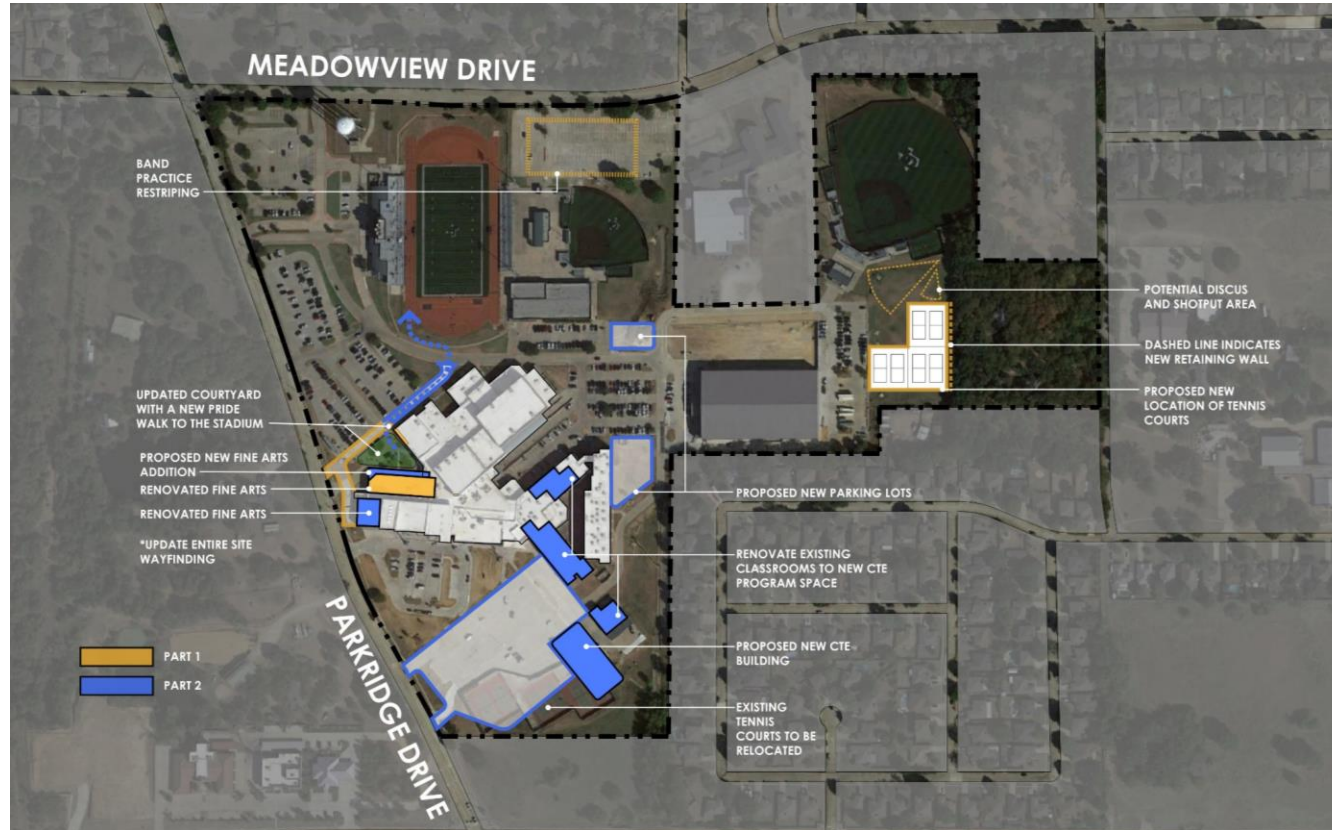 MEADOWVIEW DRIVE
BAND
PRACTICE
RESTRIPING
UPDATED COURTYARD
WITH A NEW PRIDE
WALK TO THE STADIUM
PROPOSED NEW FINE ARTS
ADDITION
RENOVATED FINE ARTS
RENOVATED FINE ARTS
*UPDATE ENTIRE SITE
WAYFINDING
PARKRIDGE DRIVE
PART 1
PART 2
POTENTIAL DISCUS
AND SHOTPUT AREA
DASHED LINE INDICATES
NEW RETAINING WALL
PROPOSED NEW
LOCATION OF TENNIS
COURTS
PROPOSED NEW PARKING LOTS
RENOVATE EXISTING
CLASSROOMS TO NEW CTE
PROGRAM SPACE
PROPOSED NEW CTE
BUILDING
EXISTING
TENNIS
COURTS TO BE
RELOCATED